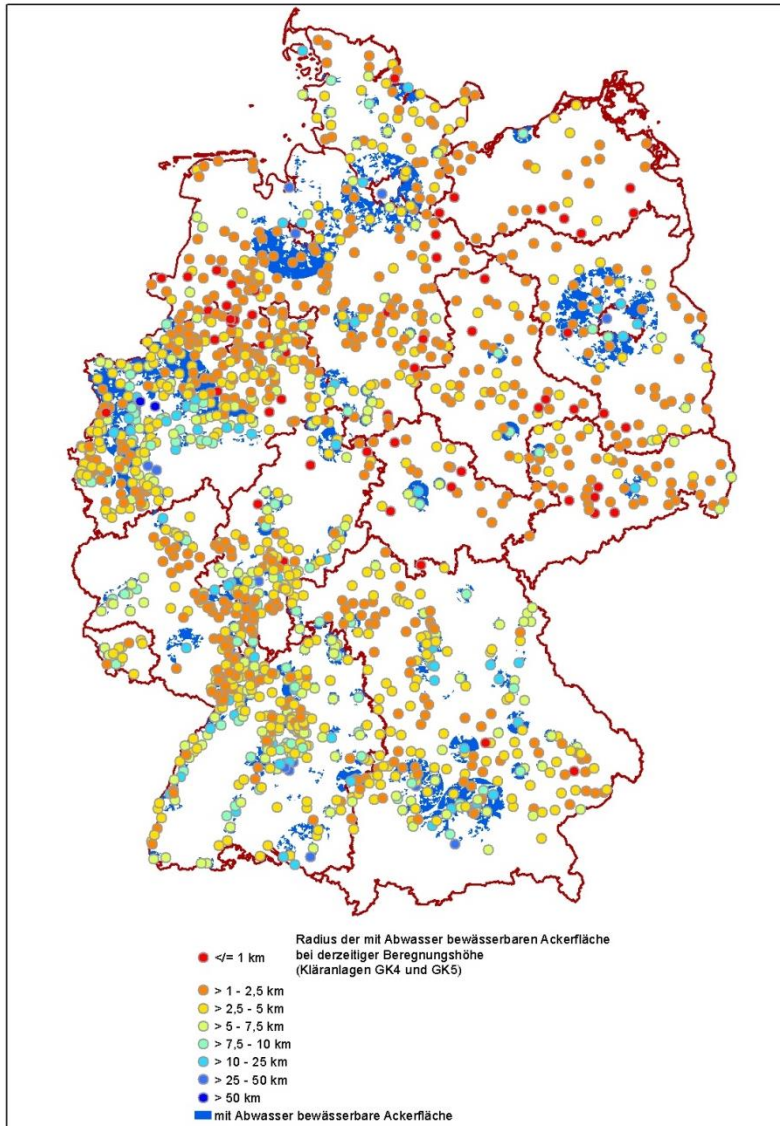 Radius der mit Abwasser bewässerbaren Ackerfläche
bei derzeitiger Beregnungshöhe
(Kläranlagen GK4 und GK5)
</= 1 km
> 1 - 2,5 km
> 2,5 - 5 km
> 5 - 7,5 km
> 7,5 - 10 km
> 10 - 25 km
> 25 - 50 km
> 50 km
mit Abwasser bewässerbare Ackerfläche